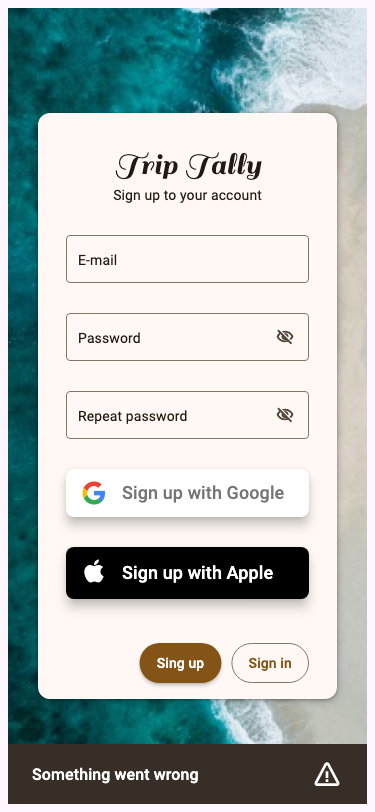 Trip Tally
Sign up to your account
E-mail
Password
Repeat password
Sign up with Google
Sign up with Apple
Sing up
Sign in
Something went wrong